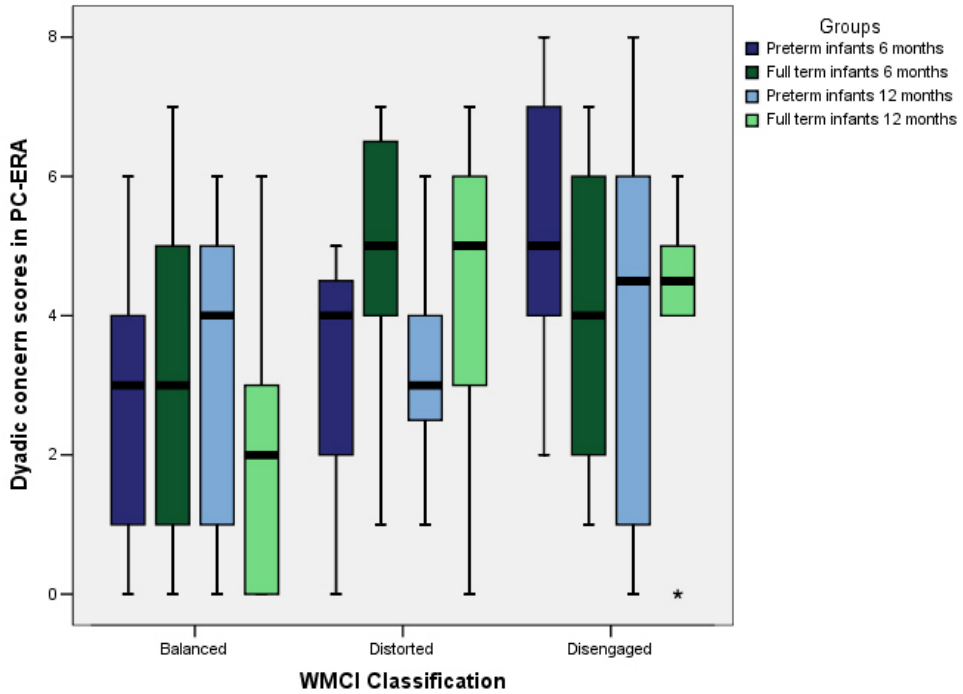 Groups
Preterm infants 6 months
Full term infants 6 months
Preterm infants 12 months
Full term infants 12 months
Dyadic concern scores in PC-ERA
8
6
4
2
0
*
Balanced Distorted Disengaged
WMCI Classification